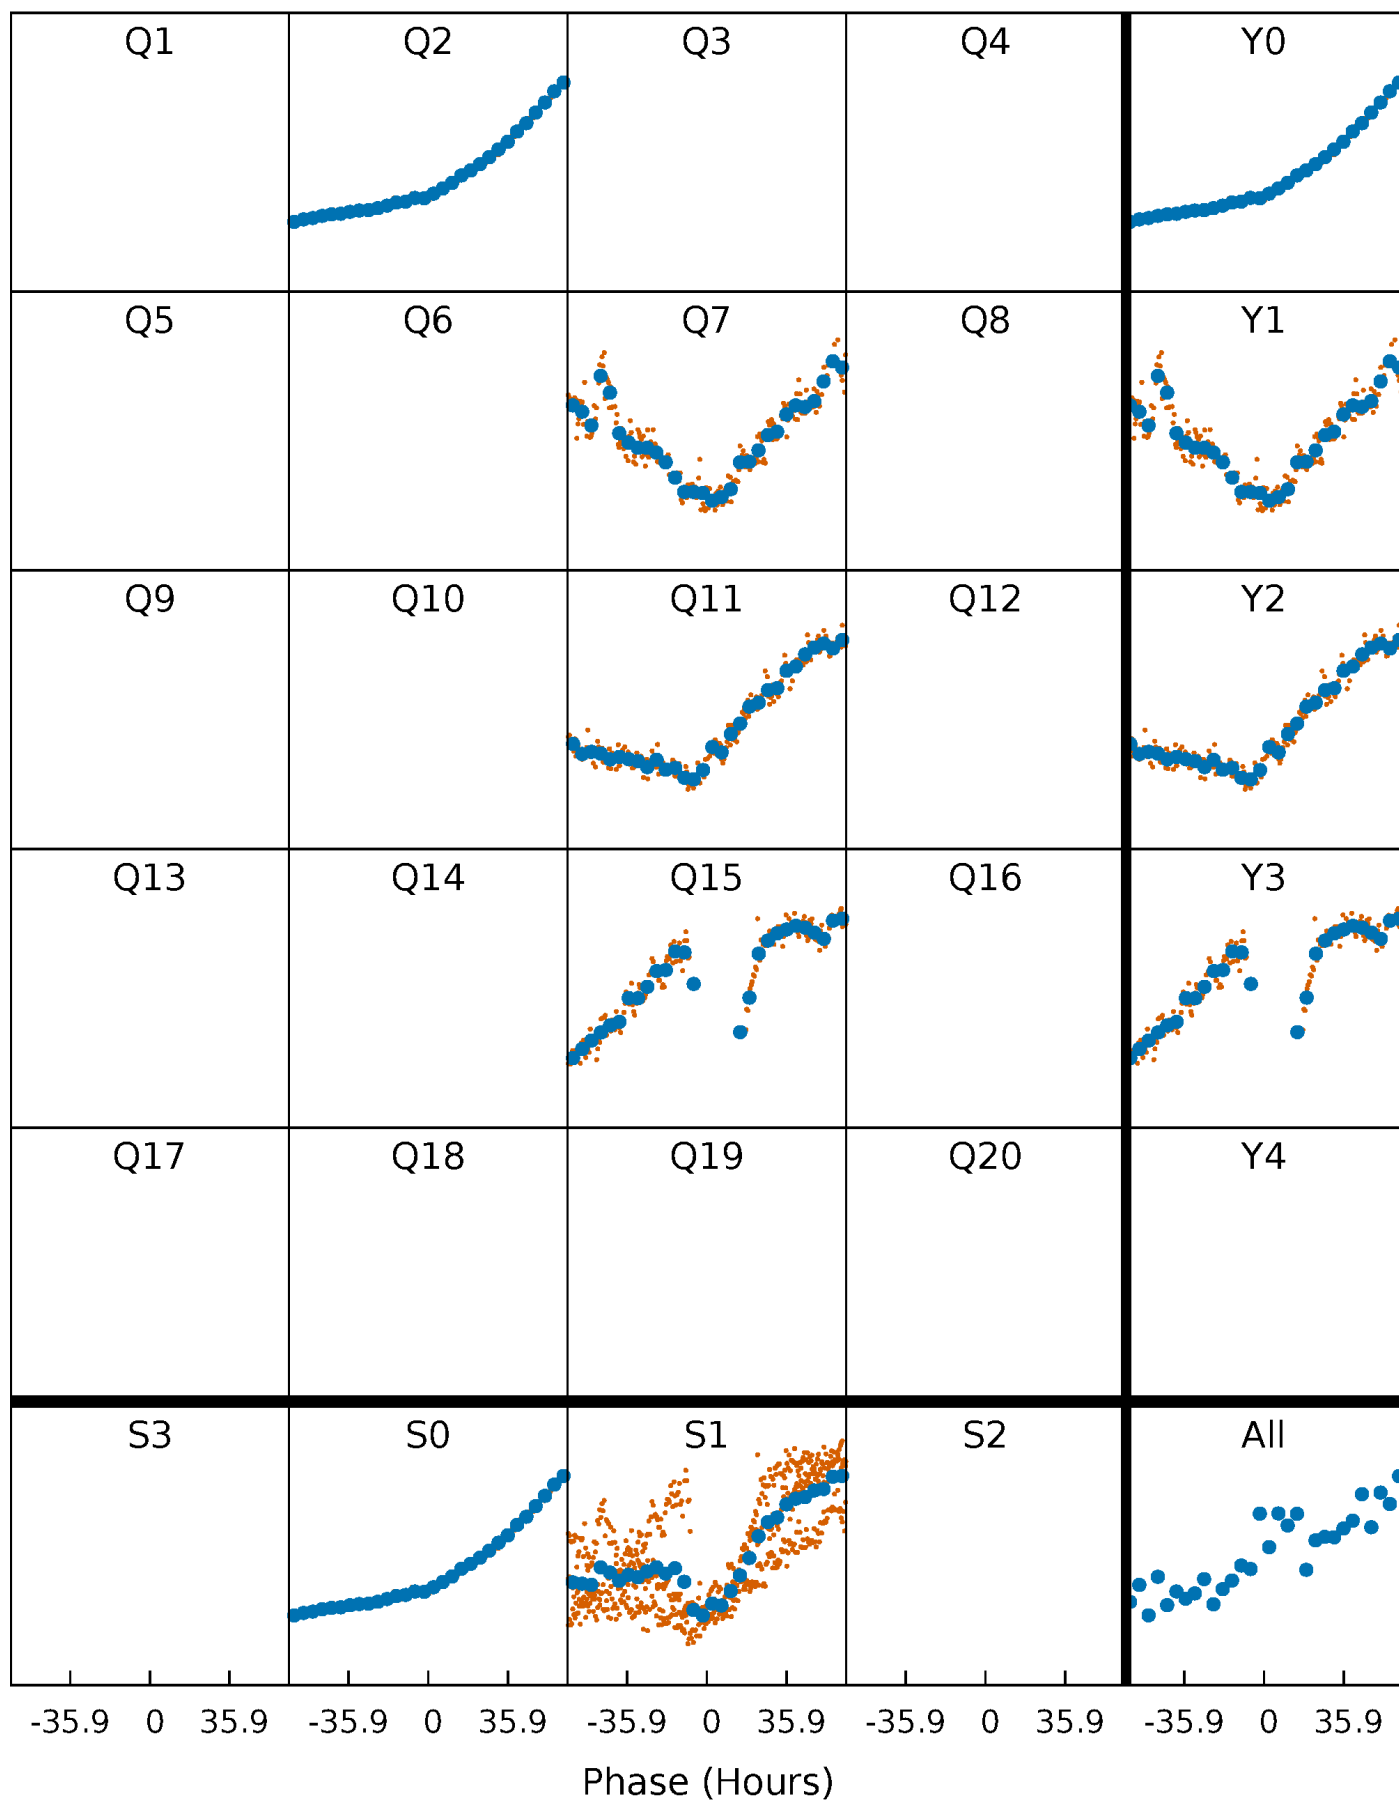 Q1 Q2 Q3 Q4 Y0
Q5 Q6 Q7 Q8 Y1
Q9 Q10 Q11 Q12 Y2
Q13 Q14 Q15 Q16 Y3
Q17 Q18 Q19 Q20 Y4
S3 S0 S1 S2 All
-35.9 0 35.9 -35.9 0 35.9 -35.9 0 35.9 -35.9 0 35.9 -35.9 0 35.9
Phase (Hours)